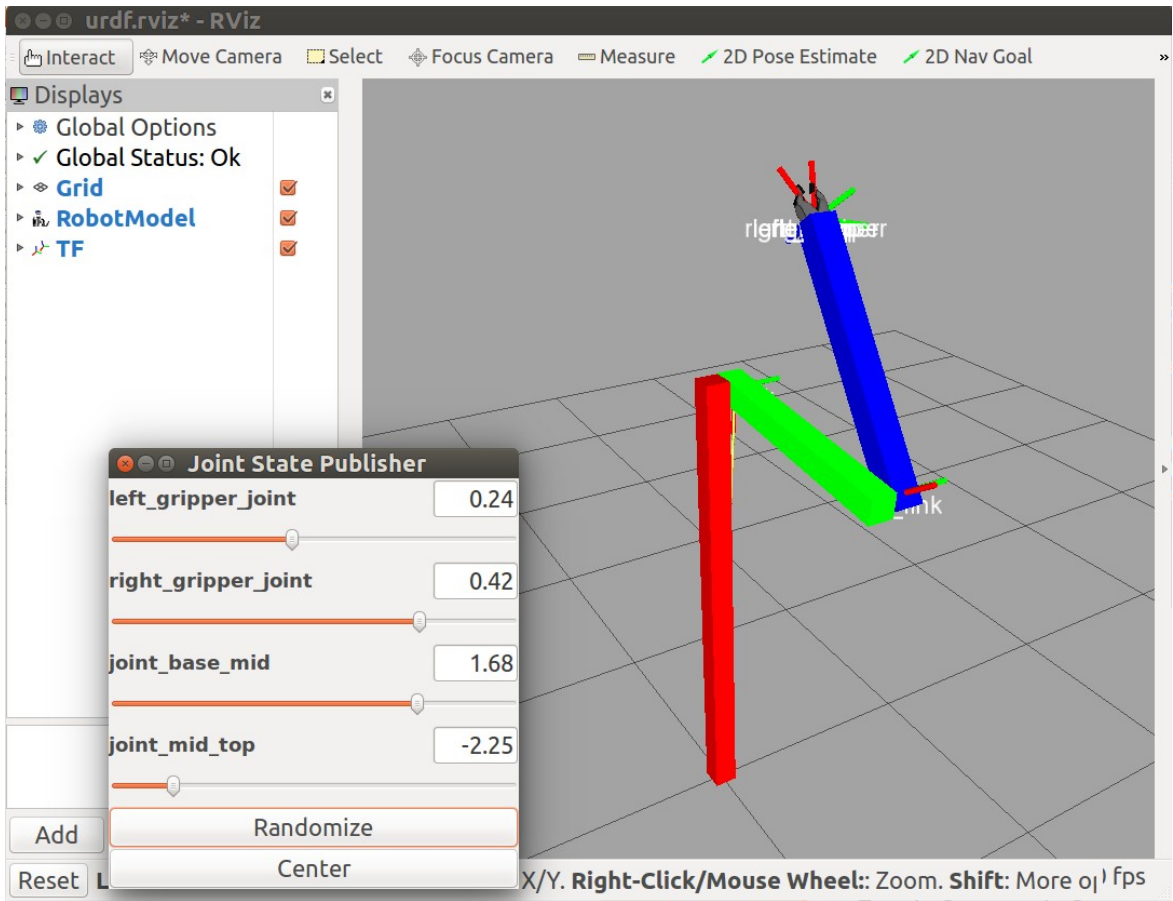 urdf.rviz* - RViz
Interact Move Camera Select Focus Camera Measure 2D Pose Estimate 2D Nav Goal »
Displays
Global Options
Global Status: Ok
Grid
RobotModel
TF
Joint State Publisher
left_gripper_joint 0.24
right_gripper_joint 0.42
joint_base_mid 1.68
joint_mid_top -2.25
Randomize
Center
Add
Reset L X/Y. Right-Click/Mouse Wheel:: Zoom. Shift: More fps